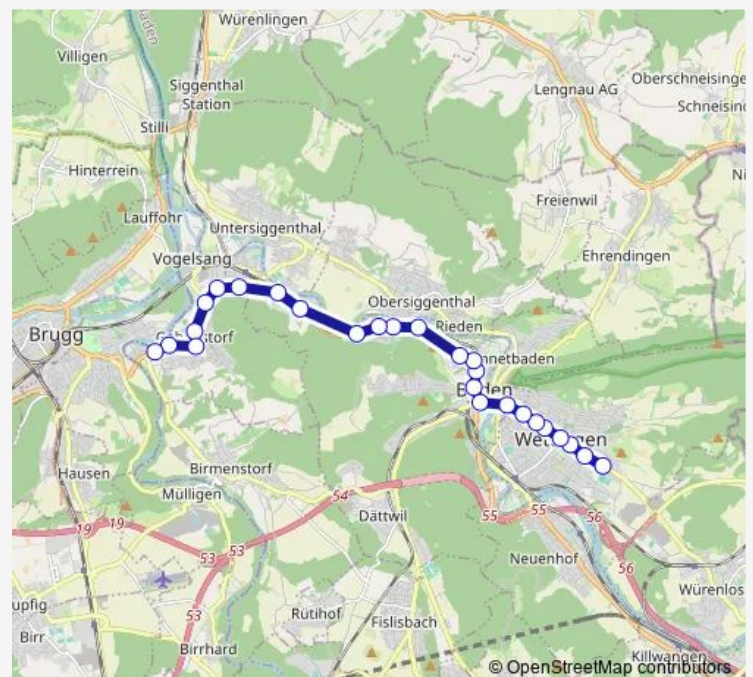 Würenlingen
Villigen
Siggenthal
Station
Lengnau AG
Oberschneisinge
Schneisin
Stilli
Hinterrein
Freienwil
Lauffohr
Untersiggenthal
Ehrendingen
Vogelsang
Obersiggenthal
Rieden
Brugg
nnetbaden
Hausen
Birmenstorf
Mülligen
54
Dättwil
55
55
56
19
19
53
53
56
Neuenhof
Würenlos
upfig
Birr
Rütihof
Fislisbach
Birrhard
Killwangen
© OpenStreetMap contributors